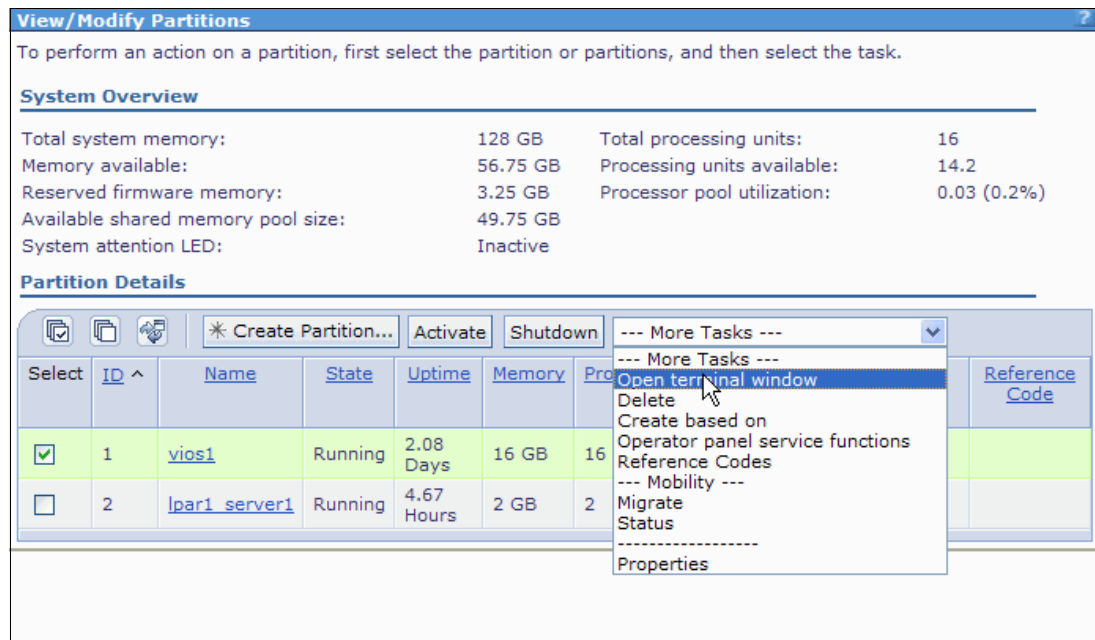 View/Modify Partitions ?
To perform an action on a partition, first select the partition or partitions, and then select the task.
System Overview
Total system memory: 128 GB Total processing units: 16
Memory available: 56.75 GB Processing units available: 14.2
Reserved firmware memory: 3.25 GB Processor pool utilization: 0.03 (0.2%)
Available shared memory pool size: 49.75 GB
System attention LED: Inactive
Partition Details
Create Partition... Activate Shutdown --- More Tasks ---
Select ID ^ Name State Uptime Memory Pro Reference Code
1 vios1 Running 2.08 Days 16 GB 16
2 lpar1_server1 Running 4.67 Hours 2 GB 2
--- More Tasks ---
Open terminal window
Delete
Create based on
Operator panel service functions
Reference Codes
--- Mobility ---
Migrate
Status
------------------
Properties